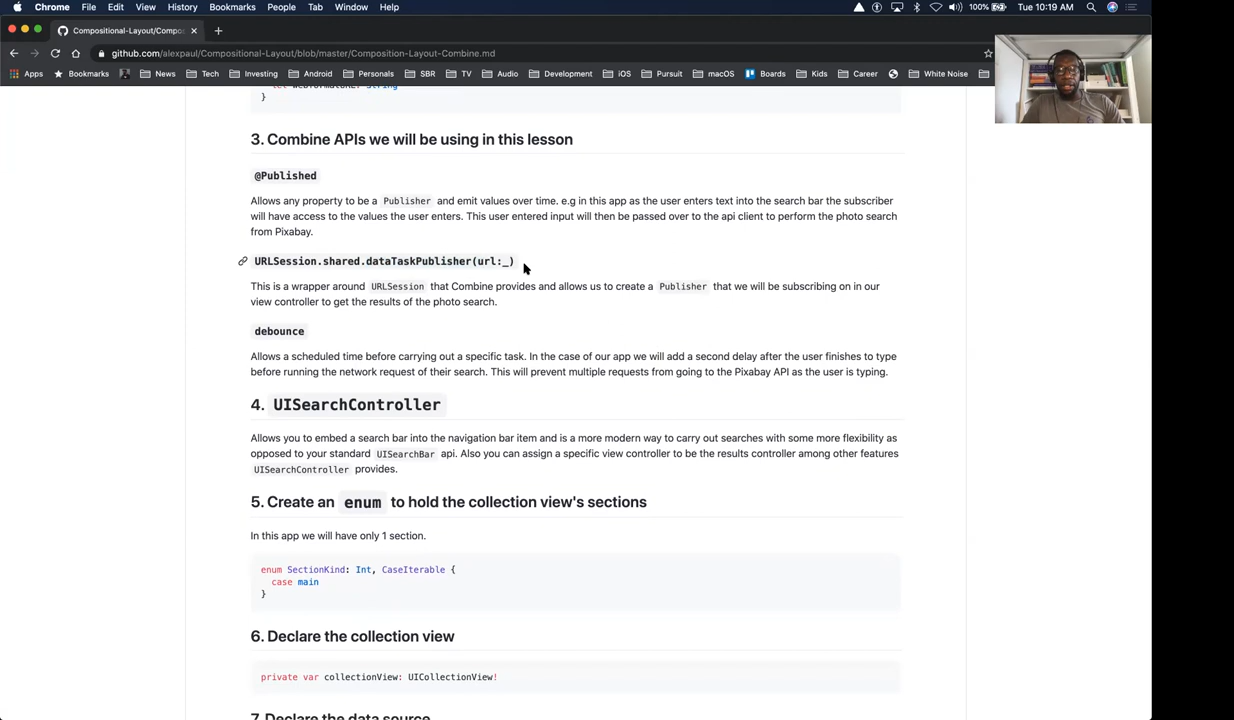 Chrome File Edit View History Bookmarks People Tab Window Help 100% Tue 10:19 AM
Compositional-Layout/Compo
github.com/alexpaul/Compositional-Layout/blob/master/Composition-Layout-Combine.md
Apps Bookmarks News Tech Investing Android Personals SBR TV Audio Development iOS Pursuit macOS Boards Kids Career White Noise
}
3. Combine APIs we will be using in this lesson
@Published
Allows any property to be a Publisher and emit values over time. e.g in this app as the user enters text into the search bar the subscriber
will have access to the values the user enters. This user entered input will then be passed over to the api client to perform the photo search
from Pixabay.
URLSession.shared.dataTaskPublisher(url:_)
This is a wrapper around URLSession that Combine provides and allows us to create a Publisher that we will be subscribing on in our
view controller to get the results of the photo search.
debounce
Allows a scheduled time before carrying out a specific task. In the case of our app we will add a second delay after the user finishes to type
before running the network request of their search. This will prevent multiple requests from going to the Pixabay API as the user is typing.
4. UISearchController
Allows you to embed a search bar into the navigation bar item and is a more modern way to carry out searches with some more flexibility as
opposed to your standard UISearchBar api. Also you can assign a specific view controller to be the results controller among other features
UISearchController provides.
5. Create an enum to hold the collection view's sections
In this app we will have only 1 section.
enum SectionKind: Int, CaseIterable {
case main
}
6. Declare the collection view
private var collectionView: UICollectionView!
7. Declare the data source